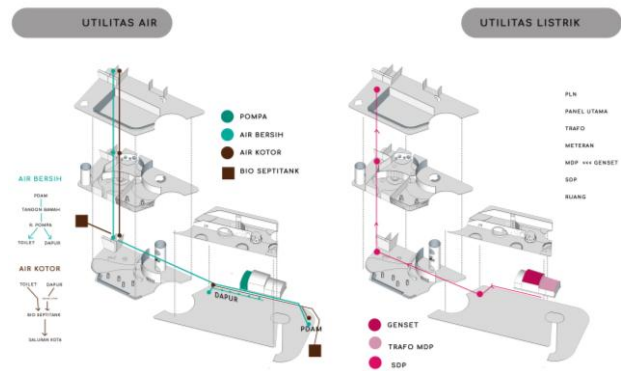 UTILITAS AIR
POMPA
AIR BERSIH
AIR KOTOR
BIO SEPTITANK
AIR BERSIH
PDAM
TANDON BAWAH
R. POMPA
TOILET DAPUR
AIR KOTOR
TOILET DAPUR
BIO SEPTITANK
SALURAN KOTA
DAPUR
PDAM
UTILITAS LISTRIK
PLN
PANEL UTAMA
TRAFO
METERAN
MDP === GENSET
SDP
RUANG
GENSET
TRAFO MDP
SDP